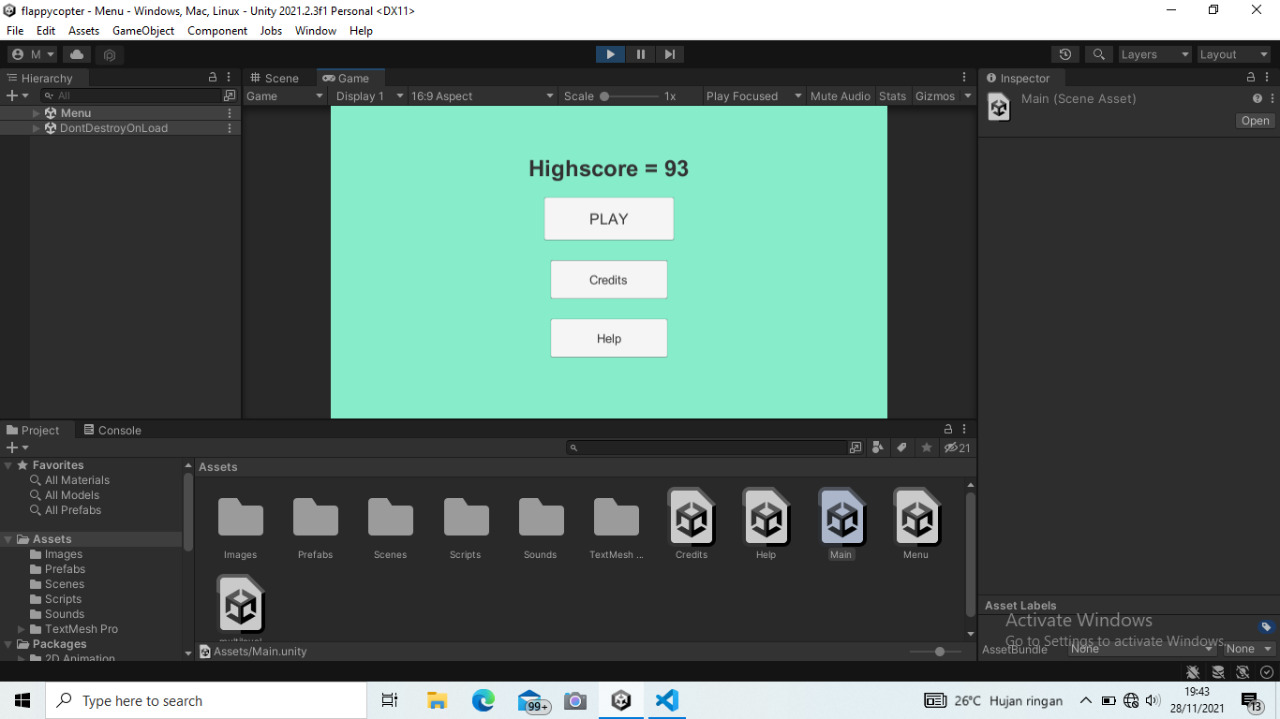 flappycopter - Menu - Windows, Mac, Linux - Unity 2021.2.3f1 Personal <DX11>
File Edit Assets GameObject Component Jobs Window Help
M
Layers Layout
Hierarchy
All
Menu
DontDestroyOnLoad
Scene Game
Game Display 1 16:9 Aspect Scale 1x Play Focused Mute Audio Stats Gizmos
Highscore = 93
PLAY
Credits
Help
Inspector
Main (Scene Asset)
Open
Project Console
21
Favorites
All Materials
All Models
All Prefabs
Assets
Images
Prefabs
Scenes
Scripts
Sounds
TextMesh Pro
Packages
2D Animation
Assets
Images Prefabs Scenes Scripts Sounds TextMesh ... Credits Help Main Menu
Assets/Main.unity
Asset Labels
Activate Windows
Go to Settings to activate Windows.
AssetBundle None None
Type here to search
99+
26°C Hujan ringan
19:43
28/11/2021
13